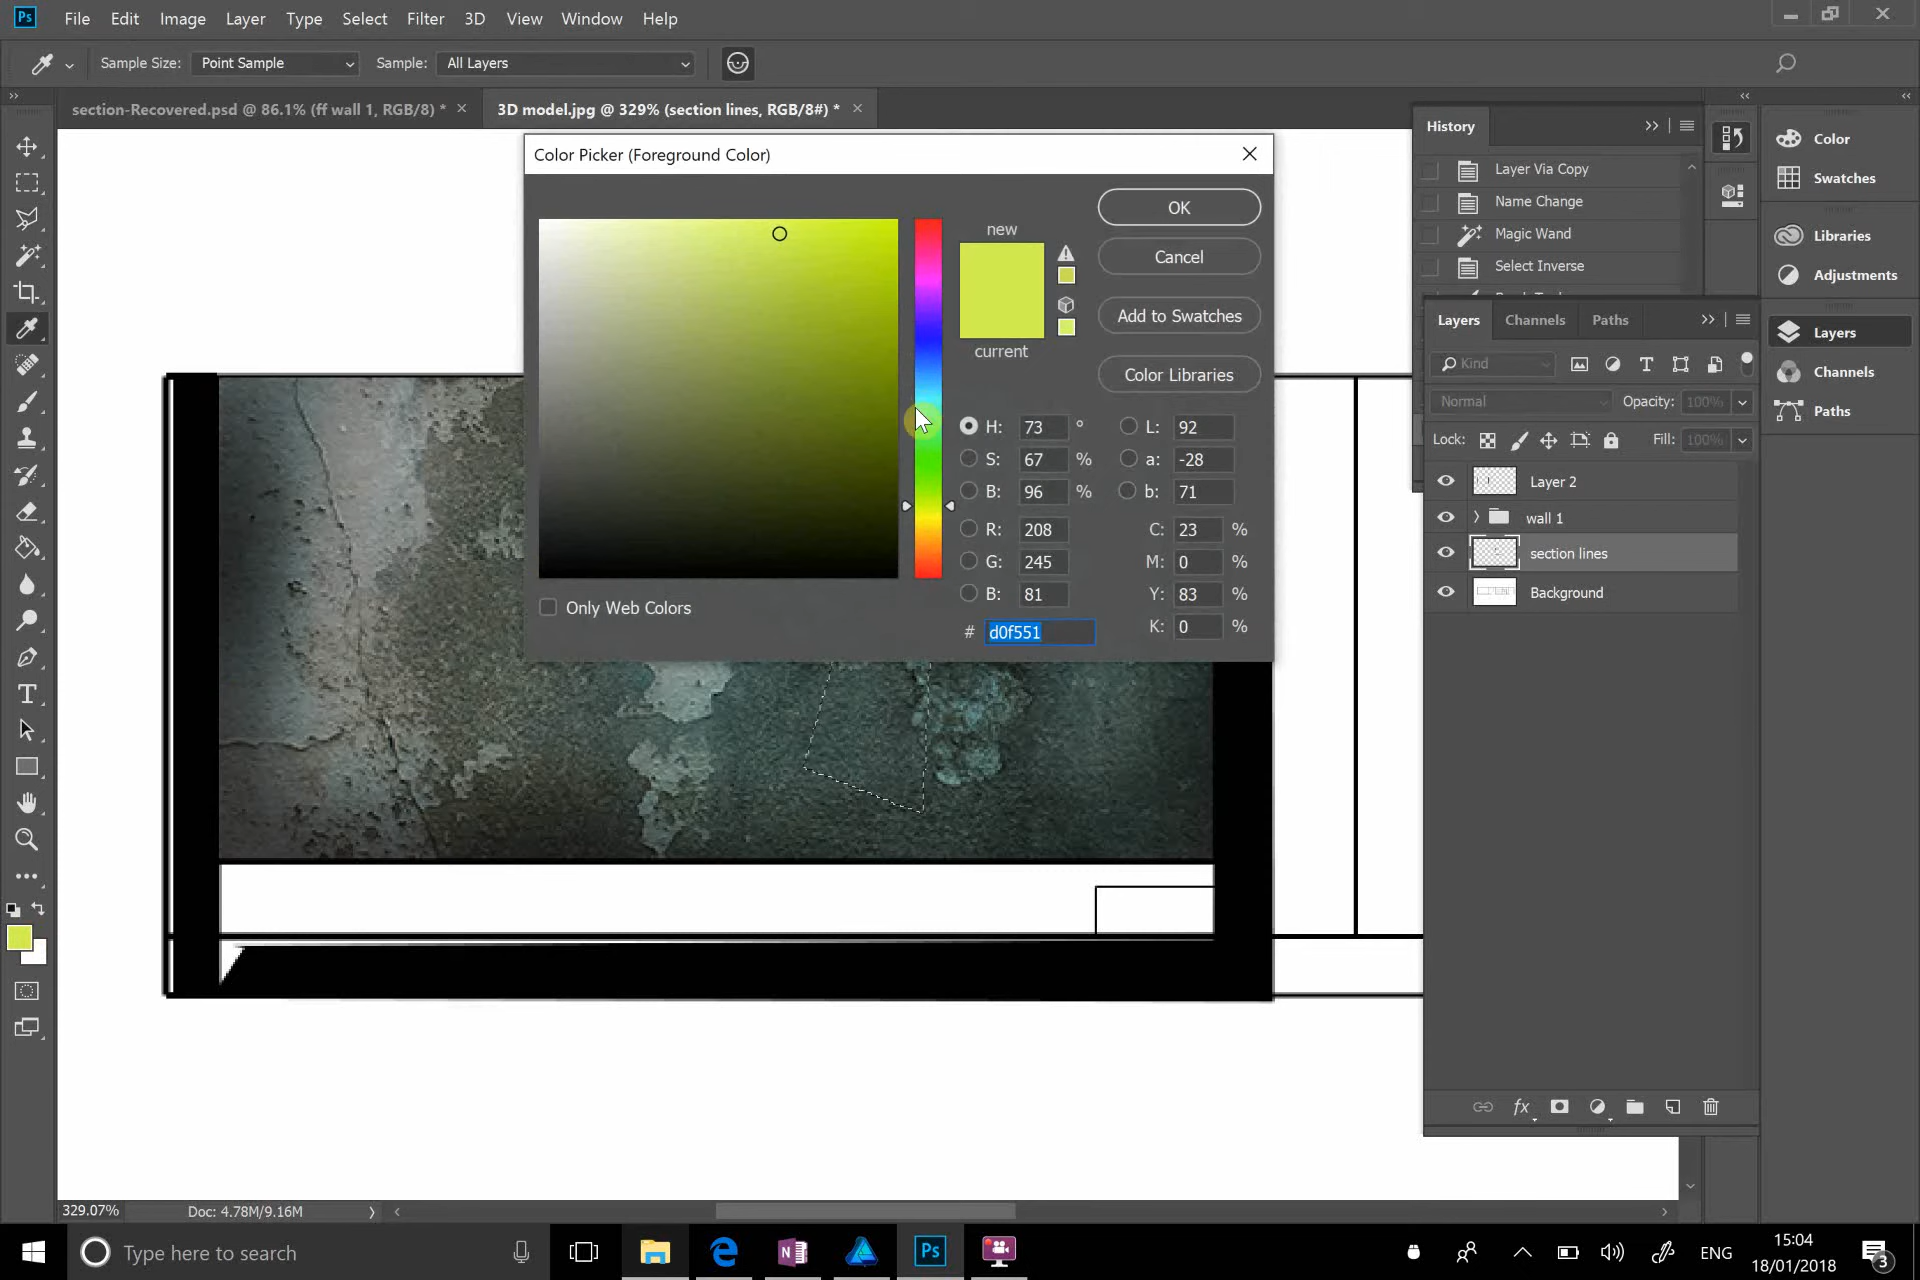 Ps
File Edit Image Layer Type Select Filter 3D View Window Help
Sample Size: Point Sample Sample: All Layers
section-Recovered.psd @ 86.1% (ff wall 1, RGB/8) * ×
3D model.jpg @ 329% (section lines, RGB/8#) * ×
Color Picker (Foreground Color)
new
current
OK
Cancel
Add to Swatches
Color Libraries
H: 73 °
S: 67 %
B: 96 %
R: 208
G: 245
B: 81
L: 92
a: -28
b: 71
C: 23 %
M: 0 %
Y: 83 %
K: 0 %
# d0f551
Only Web Colors
History
Layer Via Copy
Name Change
Magic Wand
Select Inverse
Layers Channels Paths
Kind
Normal Opacity: 100%
Lock: Fill: 100%
Layer 2
wall 1
section lines
Background
fx
Color
Swatches
Libraries
Adjustments
Layers
Channels
Paths
329.07% Doc: 4.78M/9.16M
Type here to search
Ps
ENG
15:04
18/01/2018
3